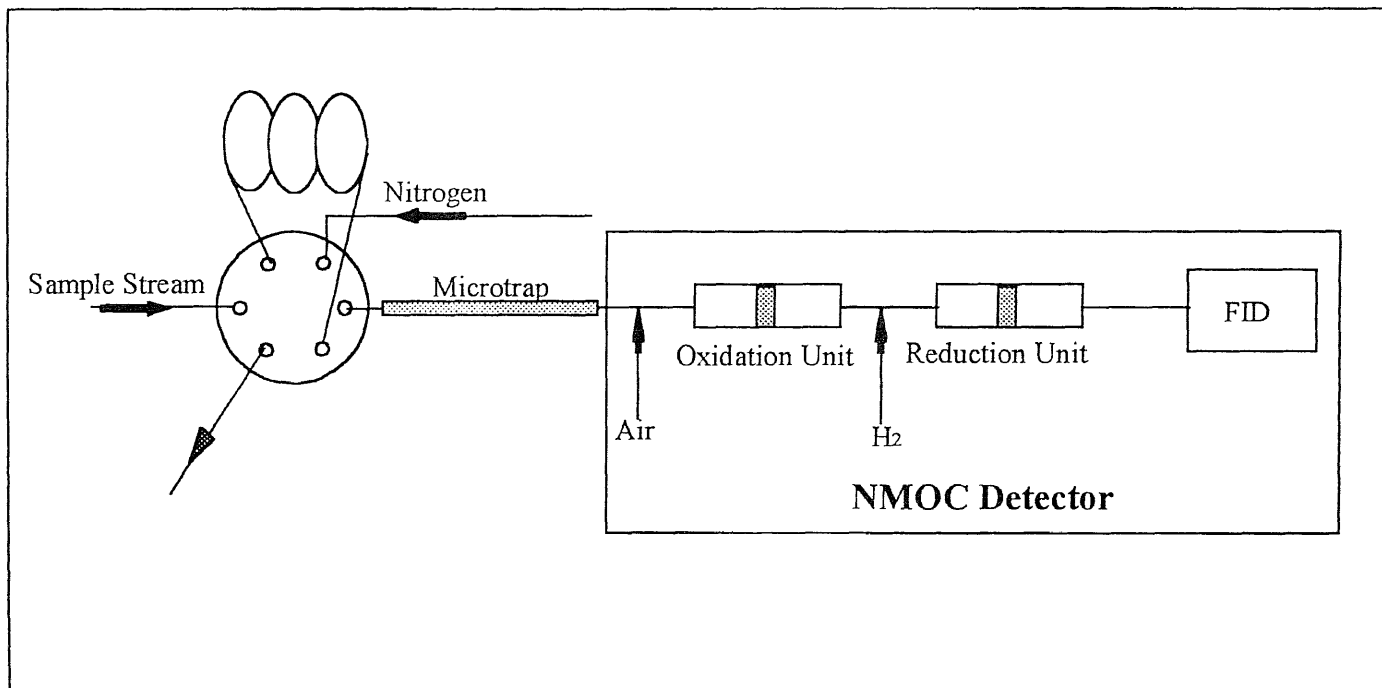 Nitrogen
Sample Stream
Microtrap
FID
Oxidation Unit
Reduction Unit
Air
H2
NMOC Detector